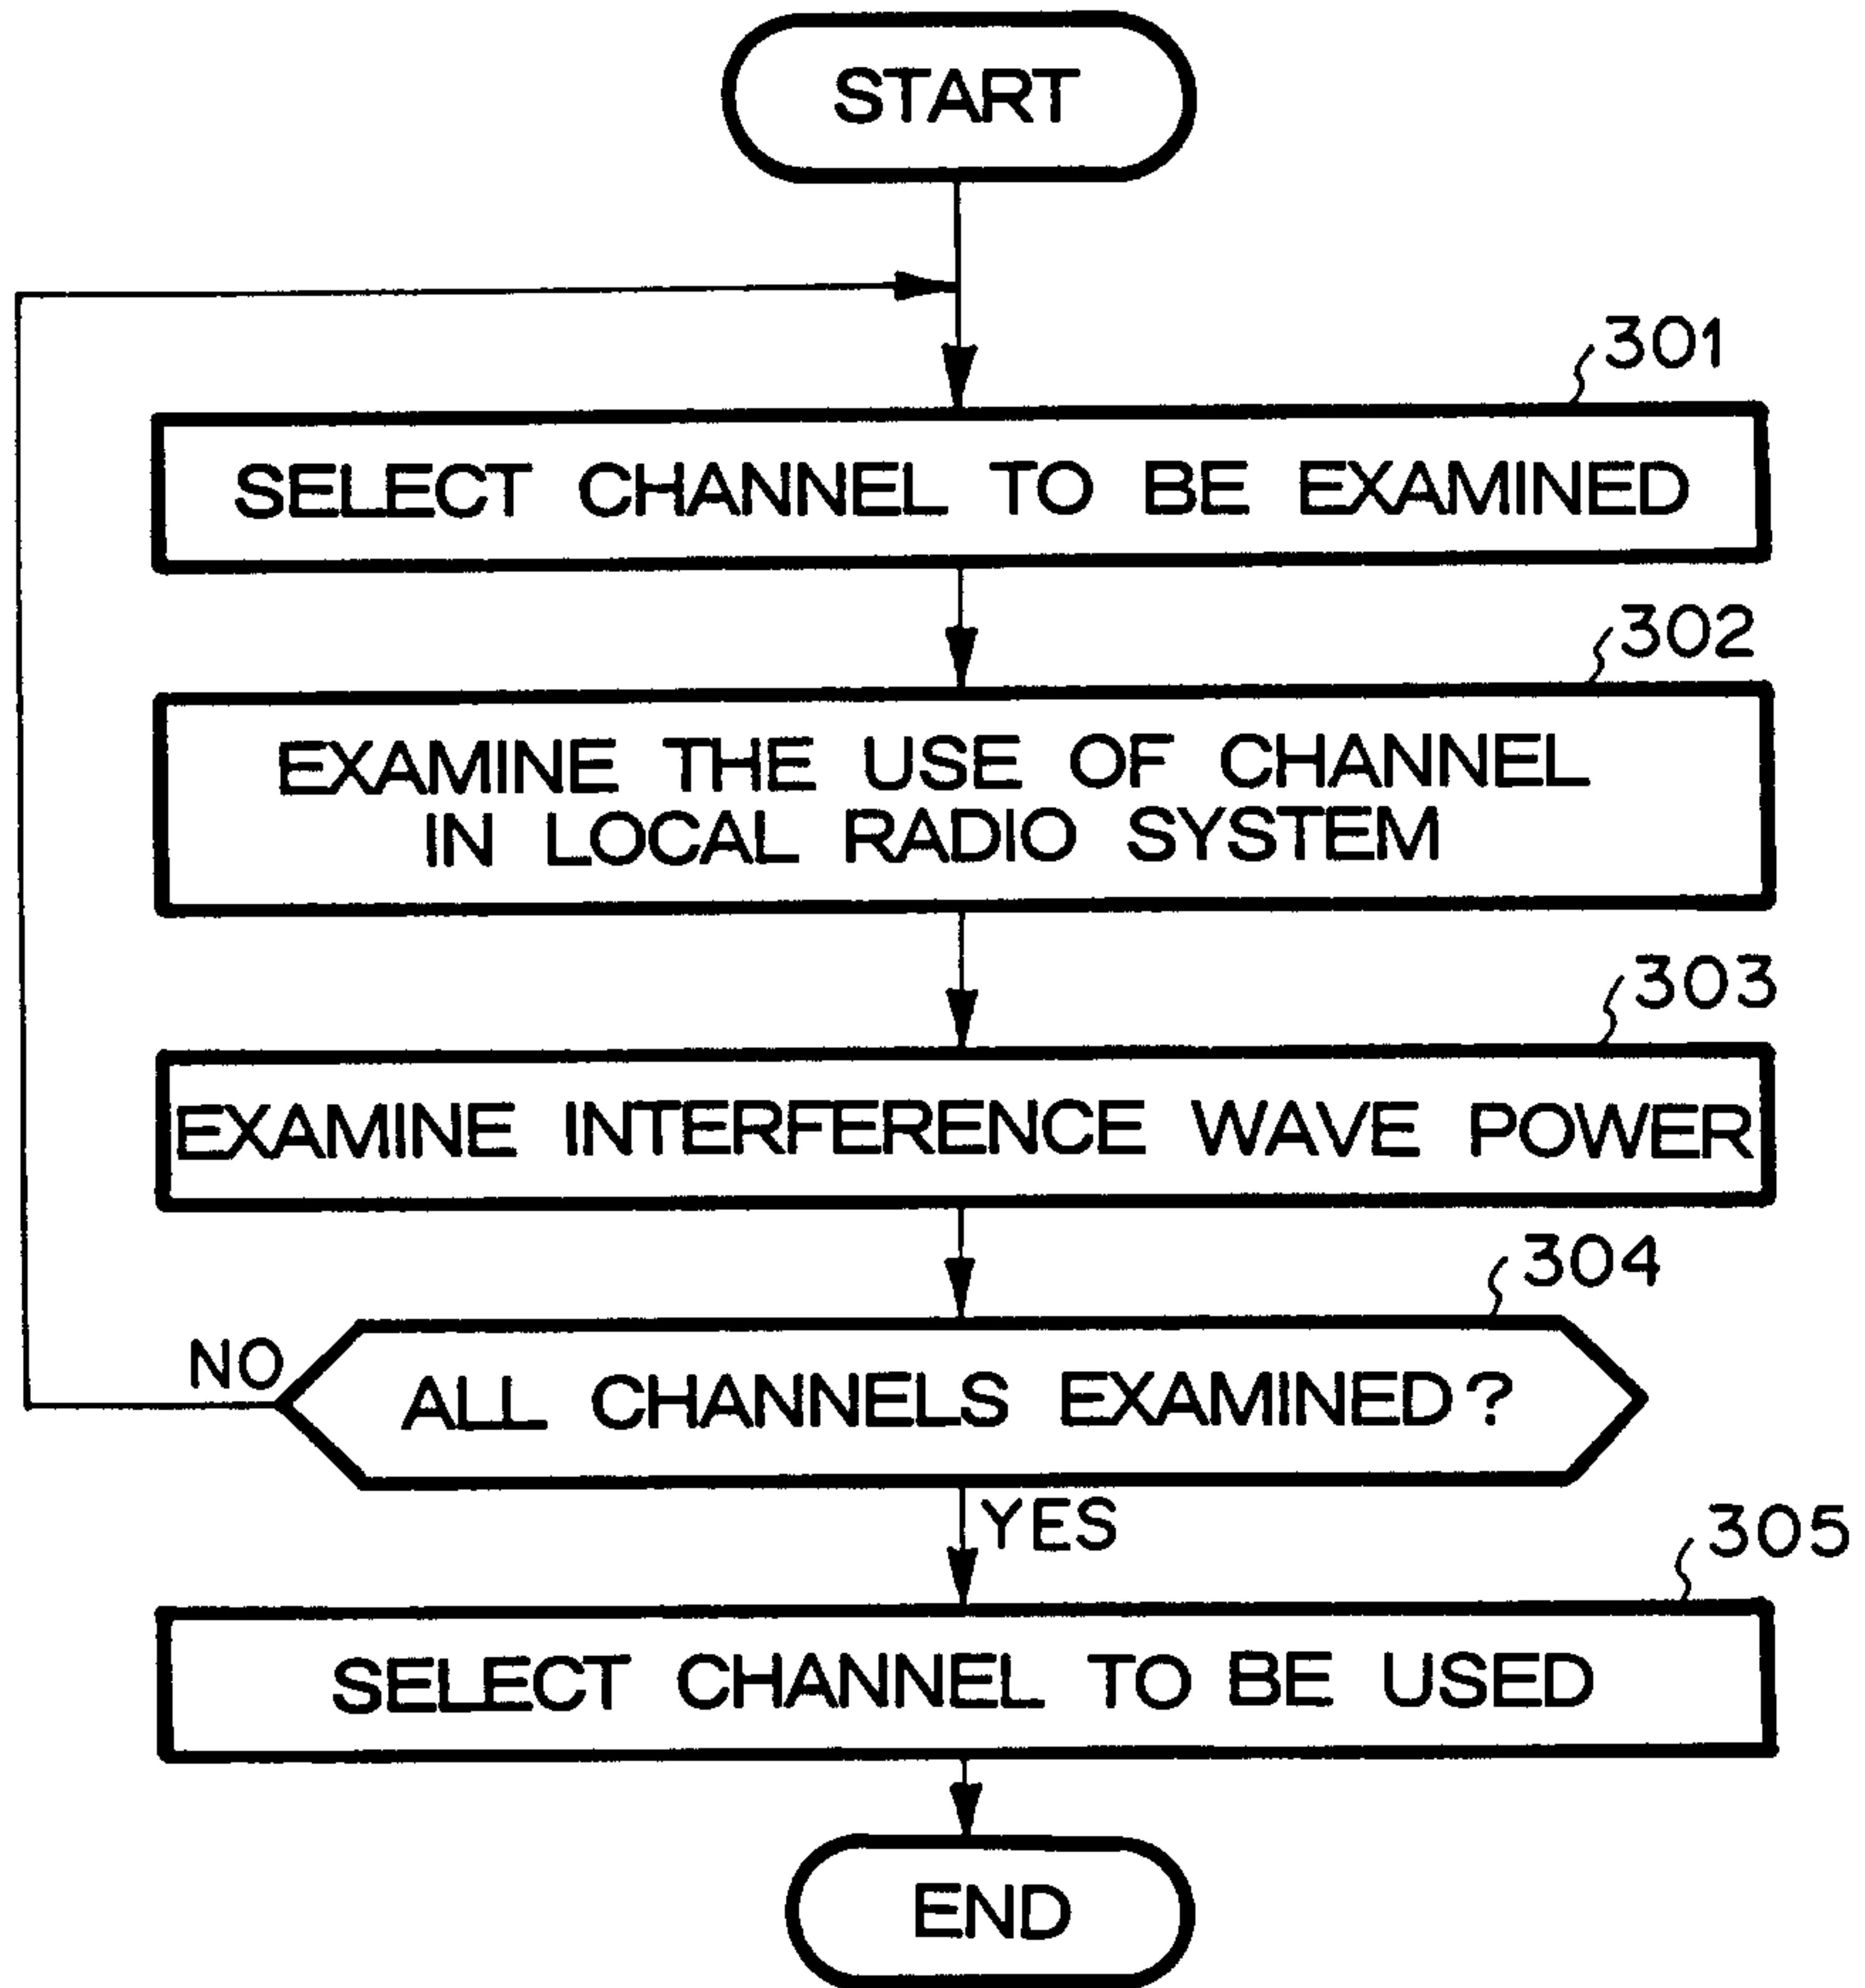 START
301
SELECT CHANNEL TO BE EXAMINED
302
EXAMINE THE USE OF CHANNEL
IN LOCAL RADIO SYSTEM
303
EXAMINE INTERFERENCE WAVE POWER
304
NO
ALL CHANNELS EXAMINED?
YES
305
SELECT CHANNEL TO BE USED
END